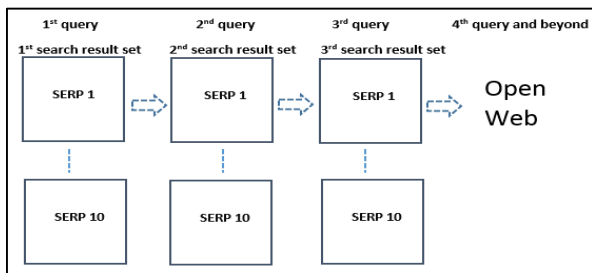 1st query 2nd query 3rd query 4th query and beyond
1st search result set 2nd search result set 3rd search result set
SERP 1 SERP 1 SERP 1
Open
Web
SERP 10 SERP 10 SERP 10